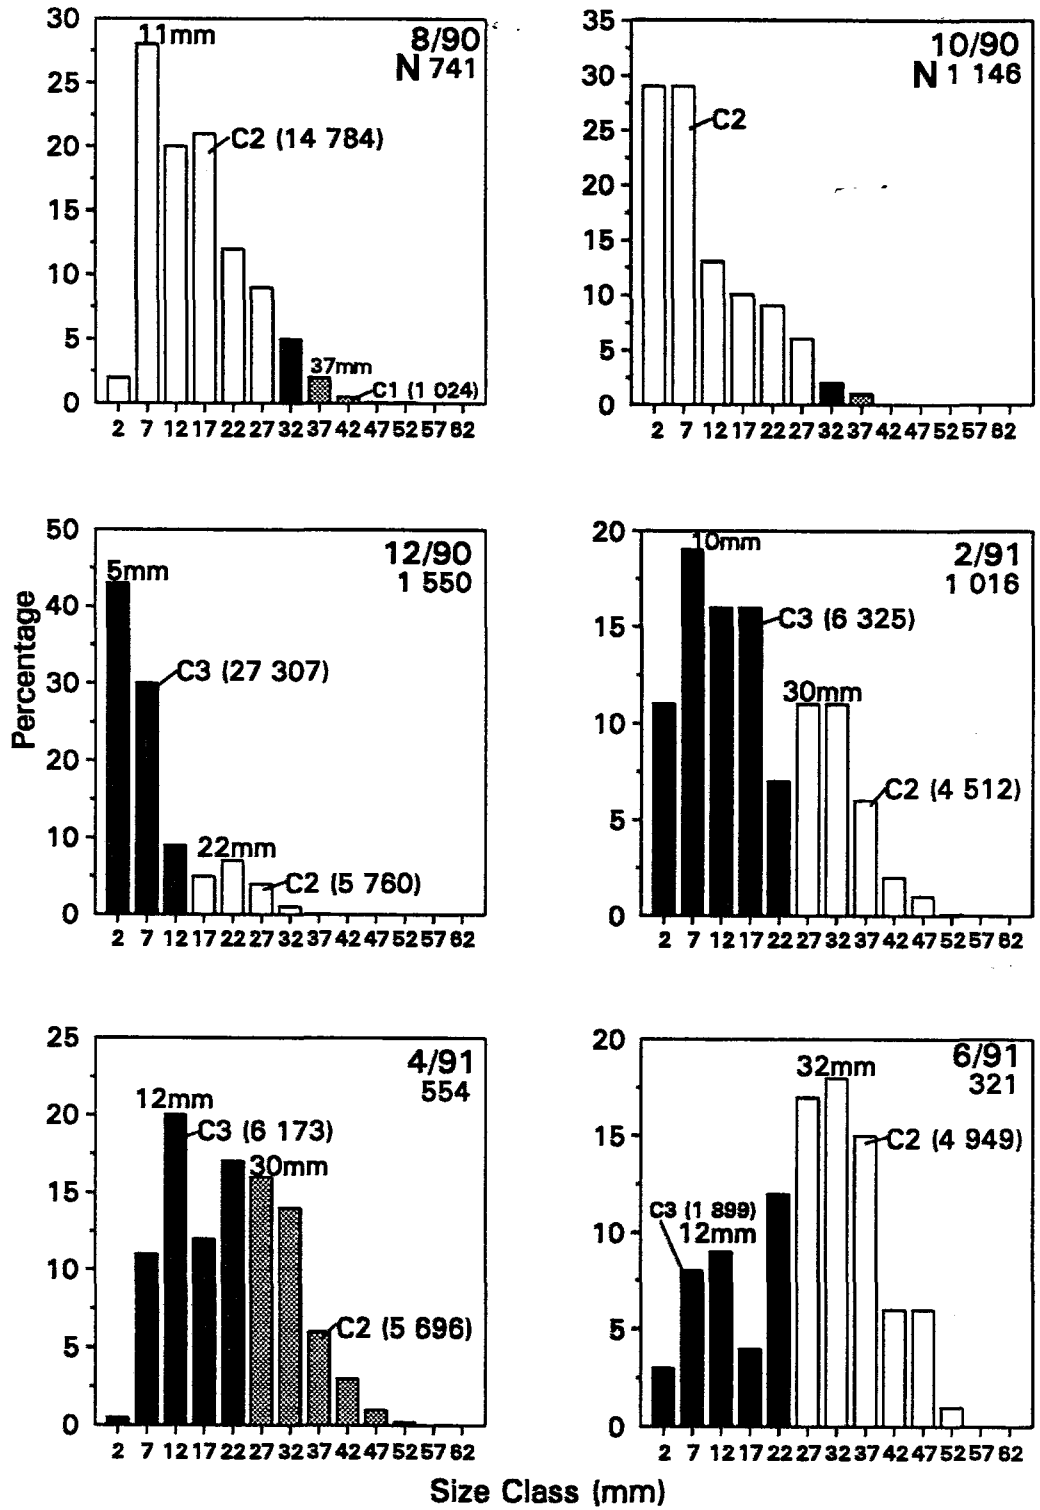 30
25
20
15
10
5
0
11mm
8/90
N 741
C2 (14 784)
37mm
C1 (1 024)
2 7 12 17 22 27 32 37 42 47 52 57 62
35
30
25
20
15
10
5
0
10/90
N 1 146
C2
2 7 12 17 22 27 32 37 42 47 52 57 62
Percentage
50
40
30
20
10
0
12/90
1 550
5mm
C3 (27 307)
22mm
C2 (5 760)
2 7 12 17 22 27 32 37 42 47 52 57 62
20
15
10
5
0
10mm
2/91
1 016
C3 (6 325)
30mm
C2 (4 512)
2 7 12 17 22 27 32 37 42 47 52 57 62
25
20
15
10
5
0
4/91
554
12mm
C3 (6 173)
30mm
C2 (5 696)
2 7 12 17 22 27 32 37 42 47 52 57 62
20
15
10
5
0
6/91
321
32mm
C2 (4 949)
C3 (1 899)
12mm
2 7 12 17 22 27 32 37 42 47 52 57 62
Size Class (mm)